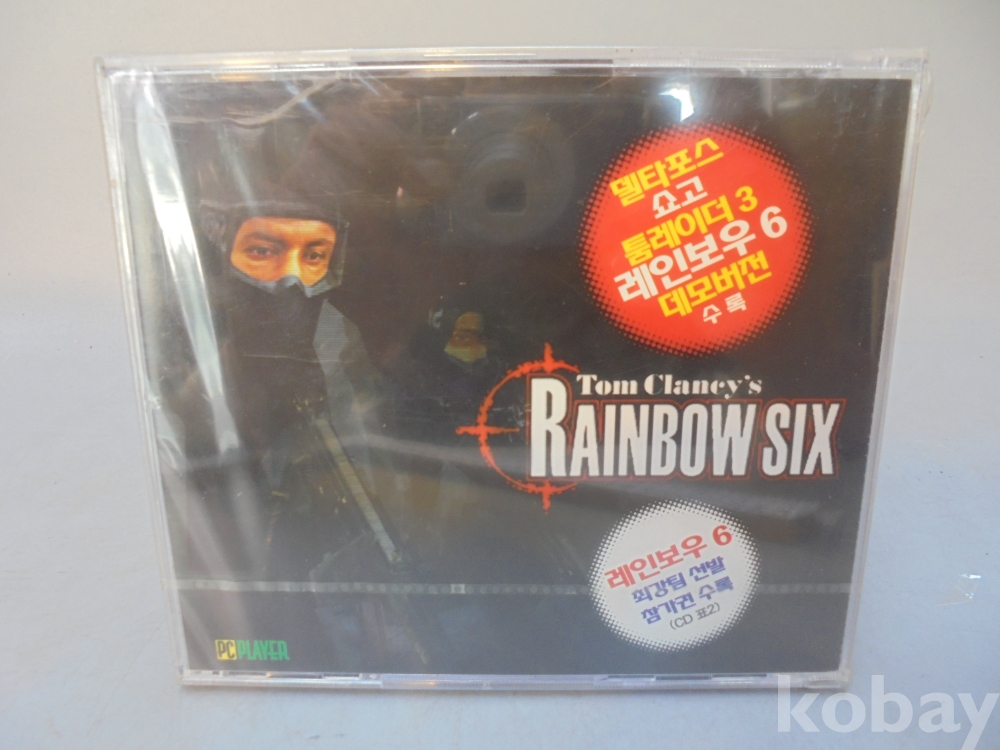 델타포스
쇼고
툼레이더 3
레인보우 6
데모버전
수록
Tom Clancy's
RAINBOW SIX
레인보우 6
최강팀 선발
참가권 수록
(CD 표2)
PC PLAYER
kobay